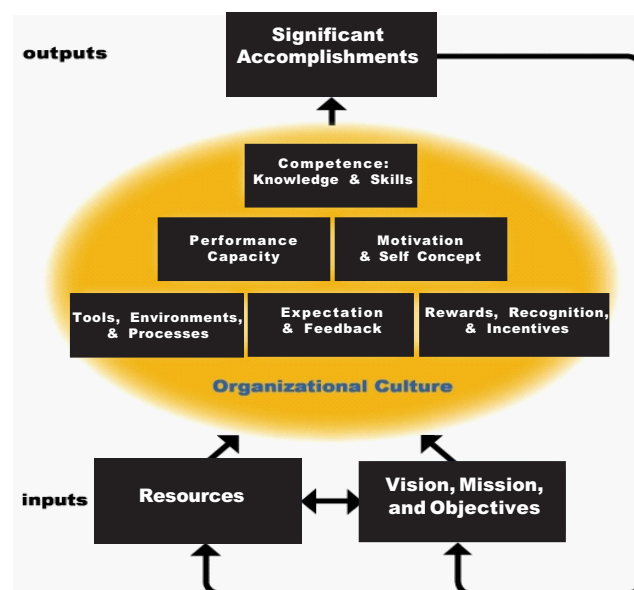 outputs
Significant
Accomplishments
Competence:
Knowledge & Skills
Performance
Capacity
Motivation
& Self Concept
Tools, Environments,
& Processes
Expectation
& Feedback
Rewards, Recognition,
& Incentives
Organizational Culture
inputs
Resources
Vision, Mission,
and Objectives